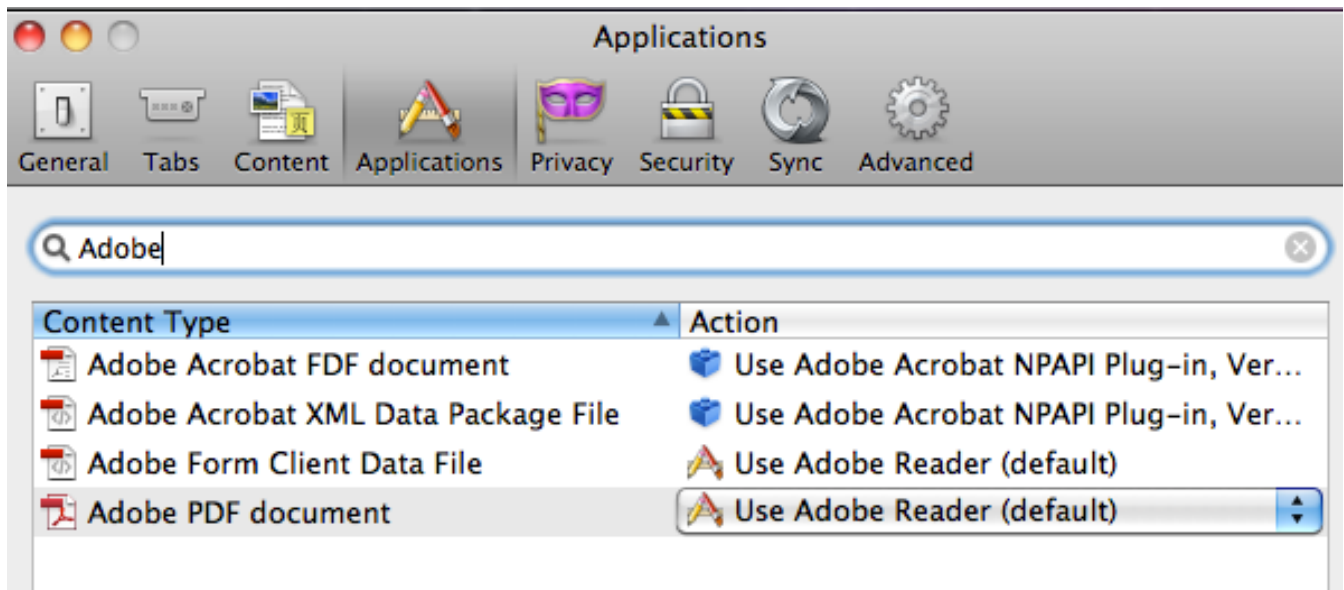 Applications
General Tabs Content Applications Privacy Security Sync Advanced
Adobe
Content Type Action
Adobe Acrobat FDF document Use Adobe Acrobat NPAPI Plug-in, Ver...
Adobe Acrobat XML Data Package File Use Adobe Acrobat NPAPI Plug-in, Ver...
Adobe Form Client Data File Use Adobe Reader (default)
Adobe PDF document Use Adobe Reader (default)